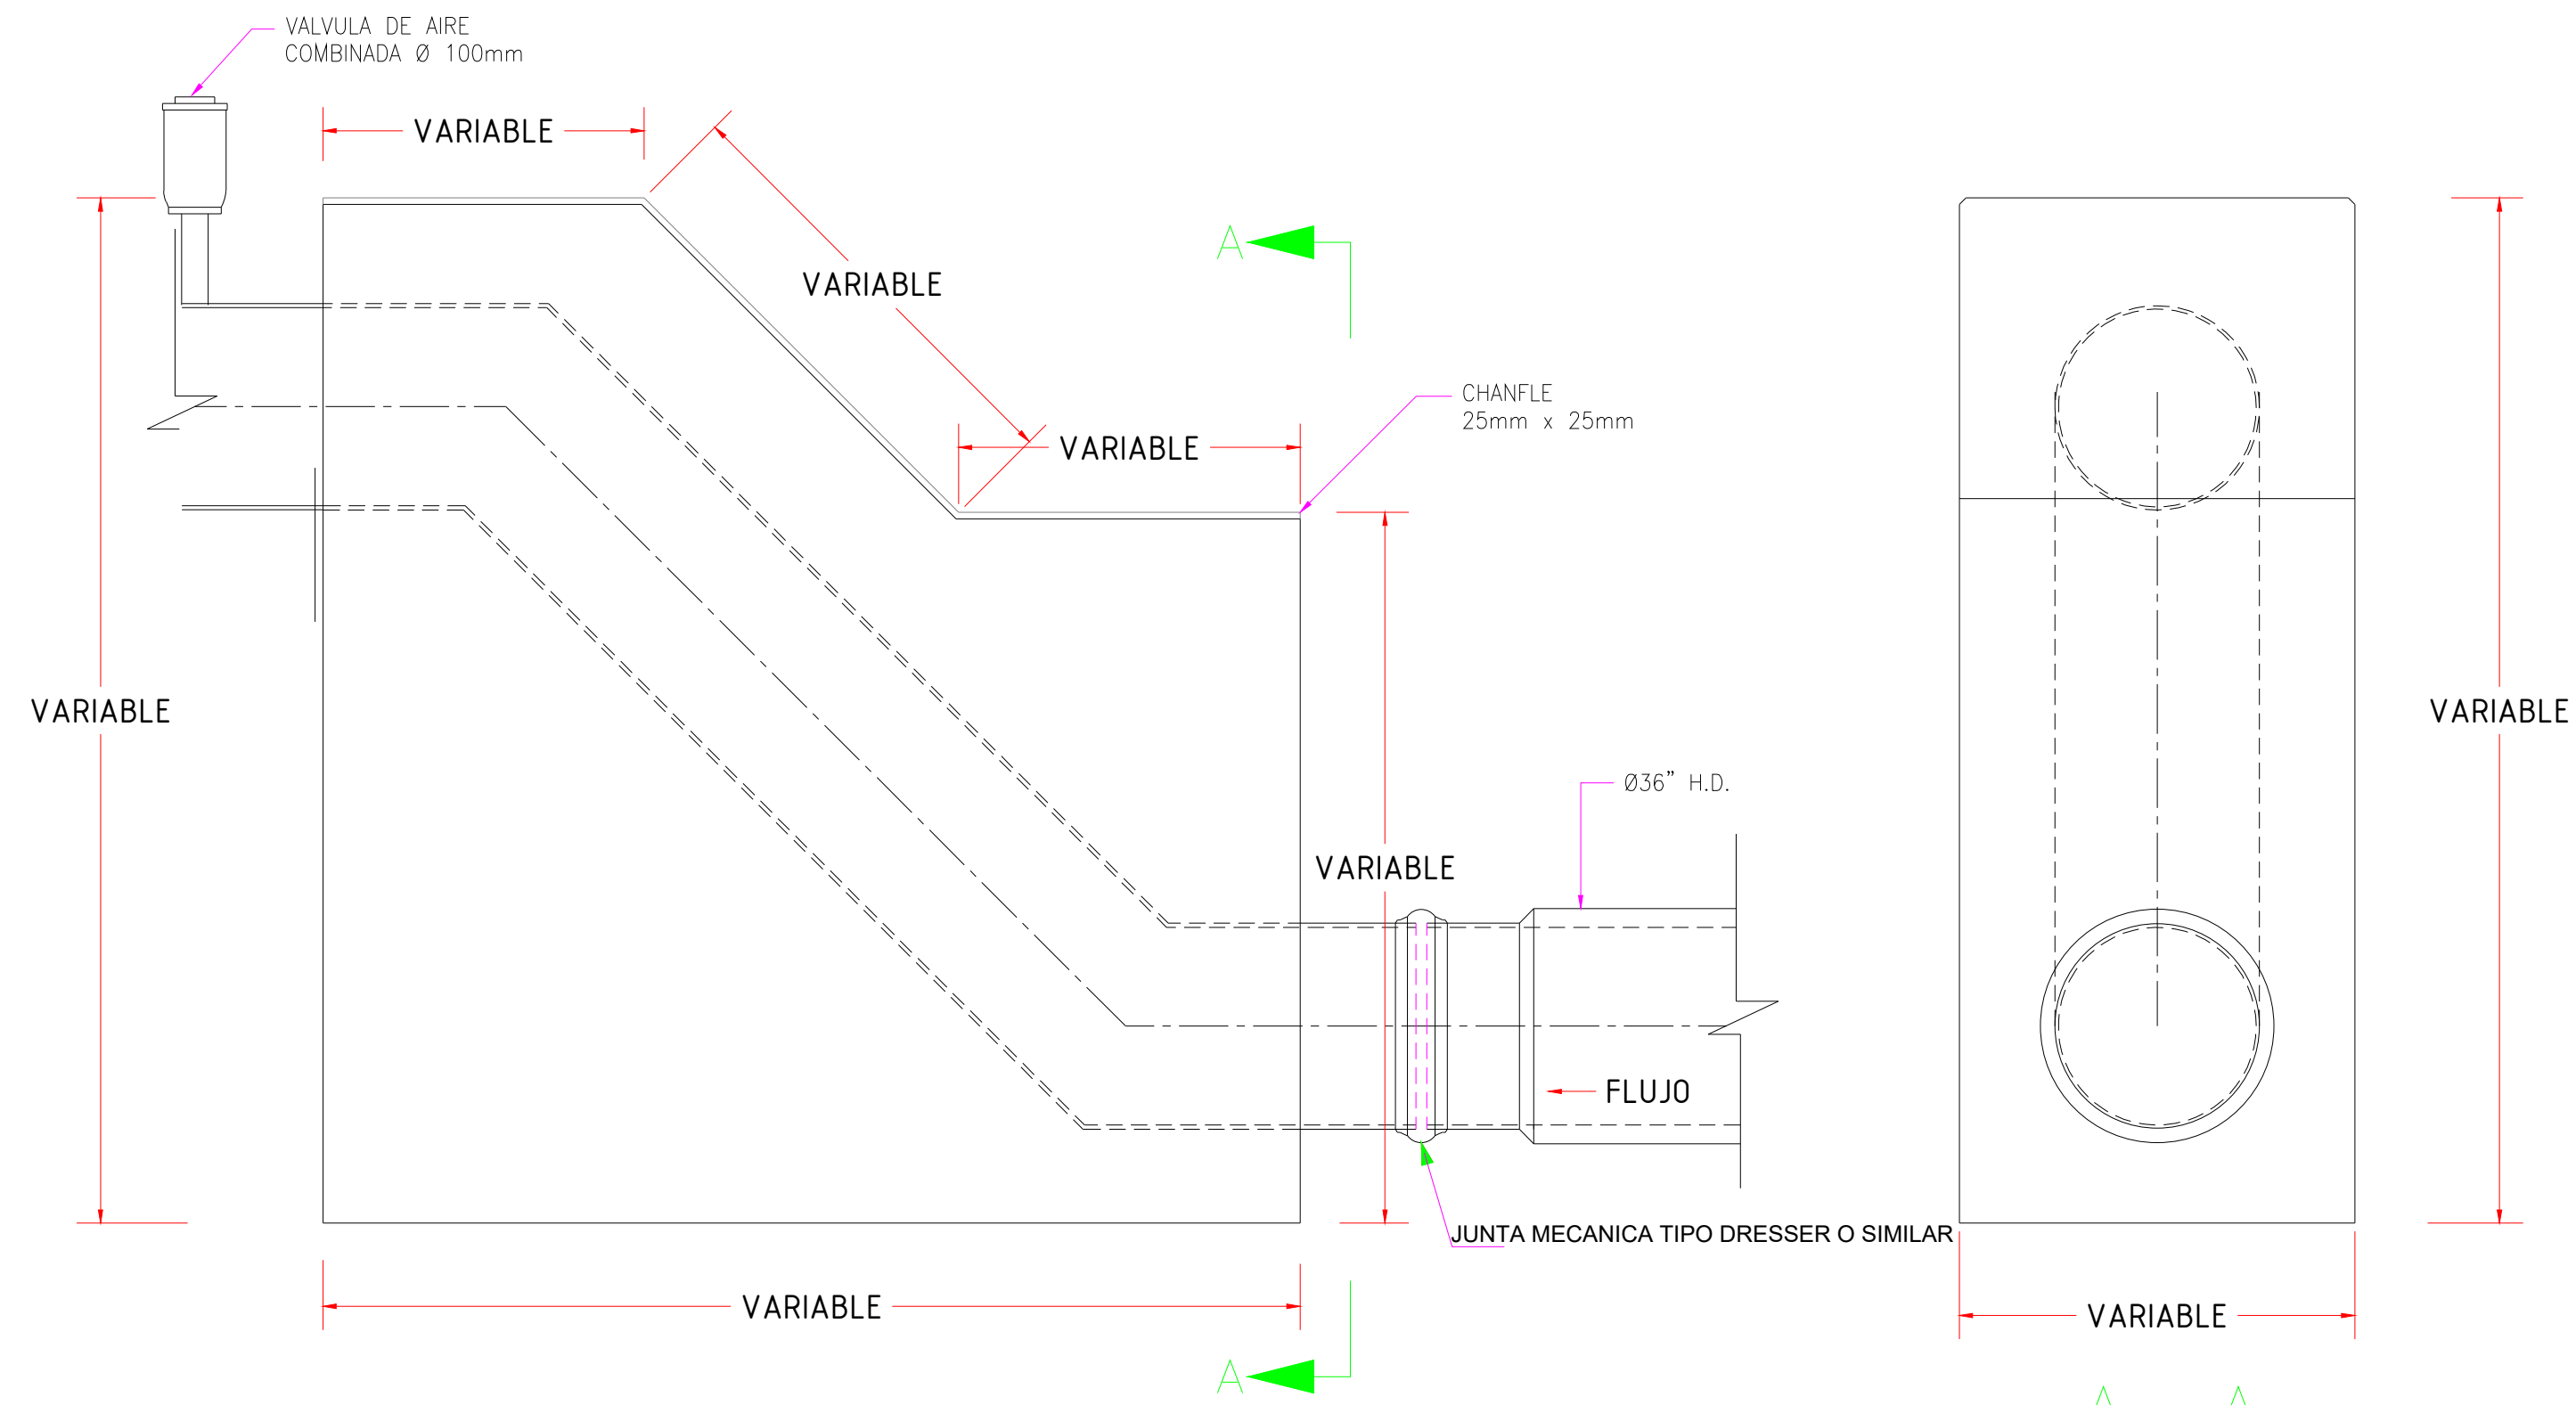 VALVULA DE AIRE
COMBINADA Ø 100mm
VARIABLE
VARIABLE
A
CHANFLE
25mm x 25mm
VARIABLE
VARIABLE
VARIABLE
Ø36" H.D.
VARIABLE
FLUJO
JUNTA MECANICA TIPO DRESSER O SIMILAR
VARIABLE
VARIABLE
A
A A